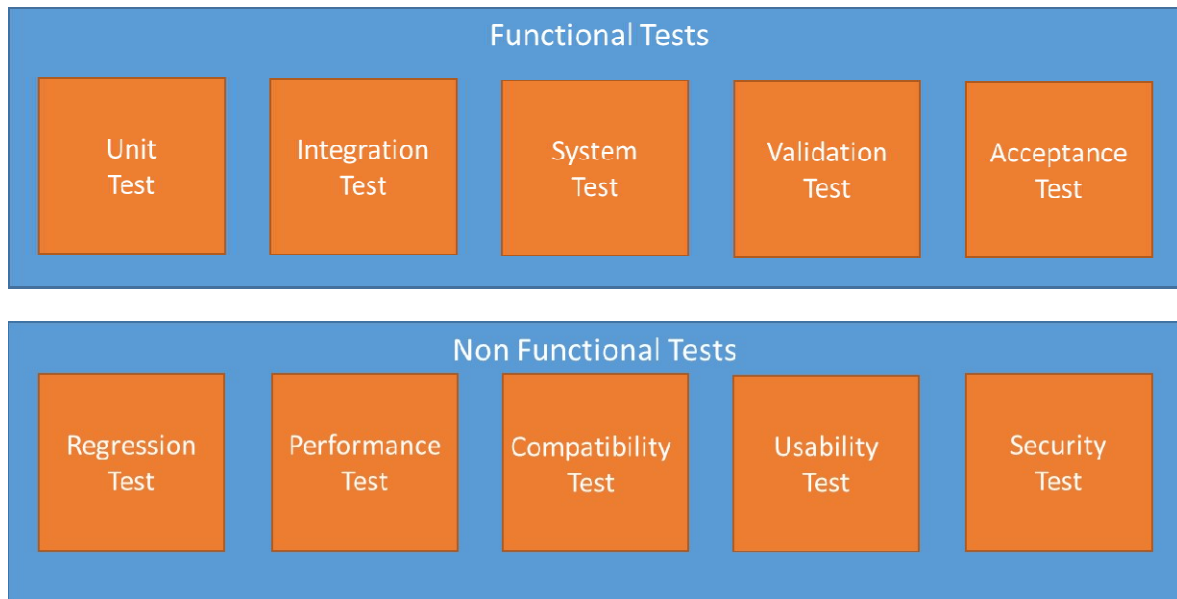 Functional Tests
Unit
Test
Integration
Test
System
Test
Validation
Test
Acceptance
Test
Non Functional Tests
Regression
Test
Performance
Test
Compatibility
Test
Usability
Test
Security
Test